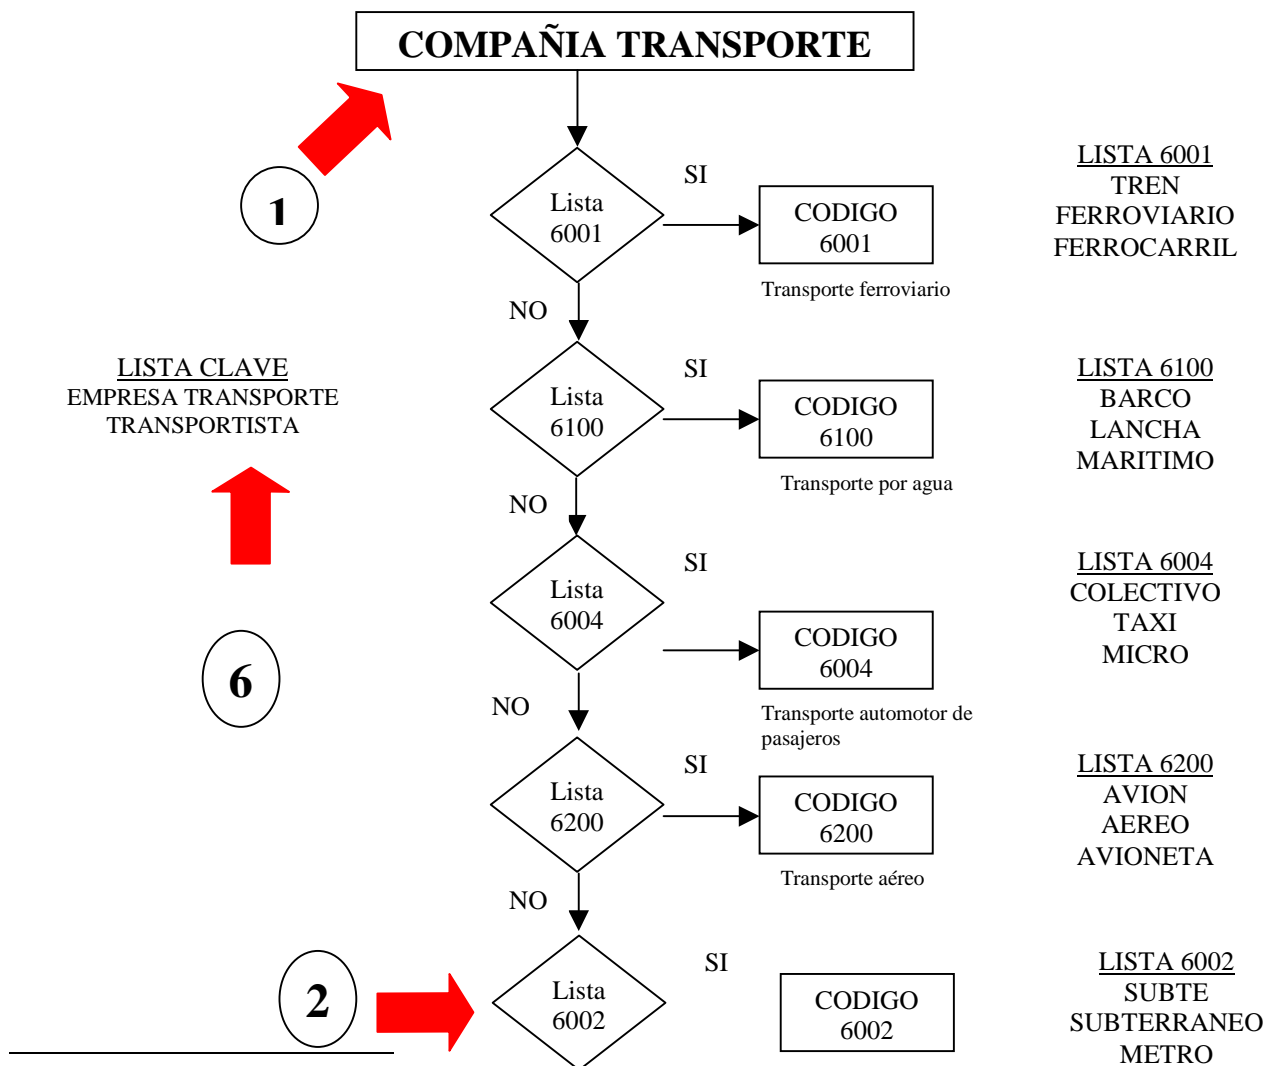 COMPAÑIA TRANSPORTE
1
Lista
6001
SI
CODIGO
6001
Transporte ferroviario
LISTA 6001
TREN
FERROVIARIO
FERROCARRIL
NO
LISTA CLAVE
EMPRESA TRANSPORTE
TRANSPORTISTA
Lista
6100
SI
CODIGO
6100
Transporte por agua
LISTA 6100
BARCO
LANCHA
MARITIMO
NO
6
Lista
6004
SI
CODIGO
6004
Transporte automotor de
pasajeros
LISTA 6004
COLECTIVO
TAXI
MICRO
NO
Lista
6200
SI
CODIGO
6200
Transporte aéreo
LISTA 6200
AVION
AEREO
AVIONETA
NO
2
Lista
6002
SI
CODIGO
6002
LISTA 6002
SUBTE
SUBTERRANEO
METRO